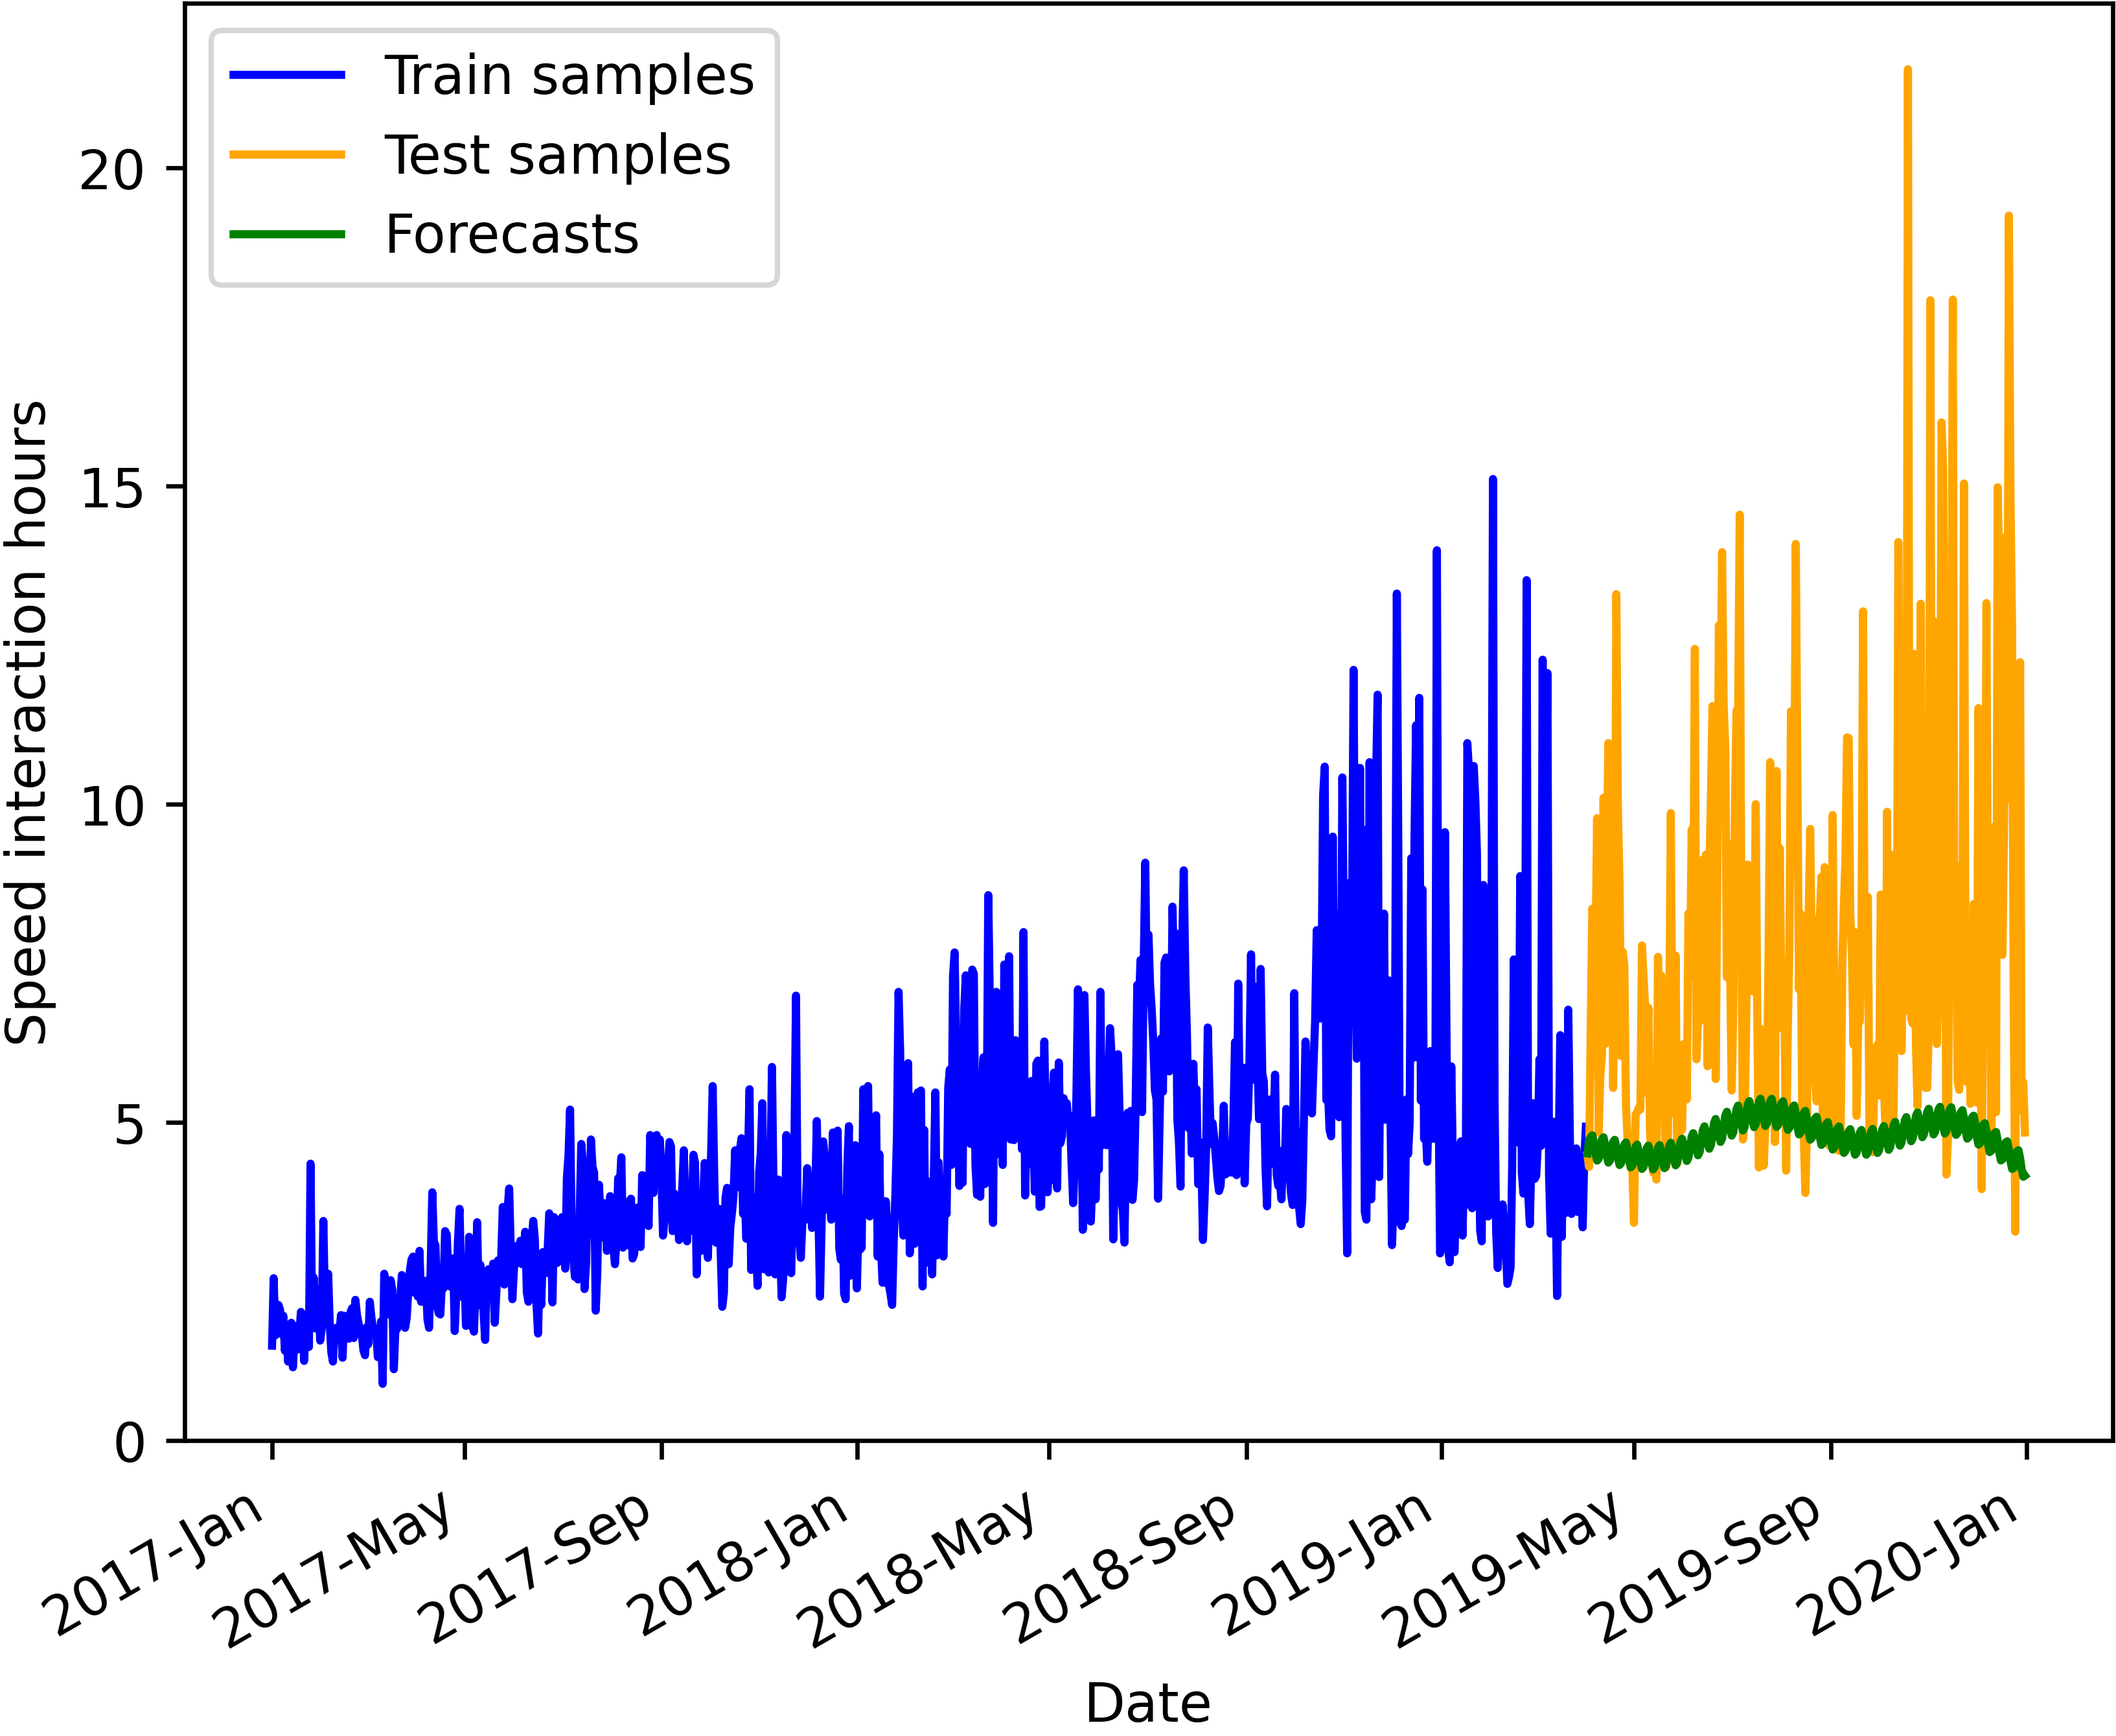 Train samples
Test samples
Forecasts
Speed interaction hours
20
15
10
5
0
2017-Jan
2017-May
2017-Sep
2018-Jan
2018-May
2018-Sep
2019-Jan
2019-May
2019-Sep
2020-Jan
Date